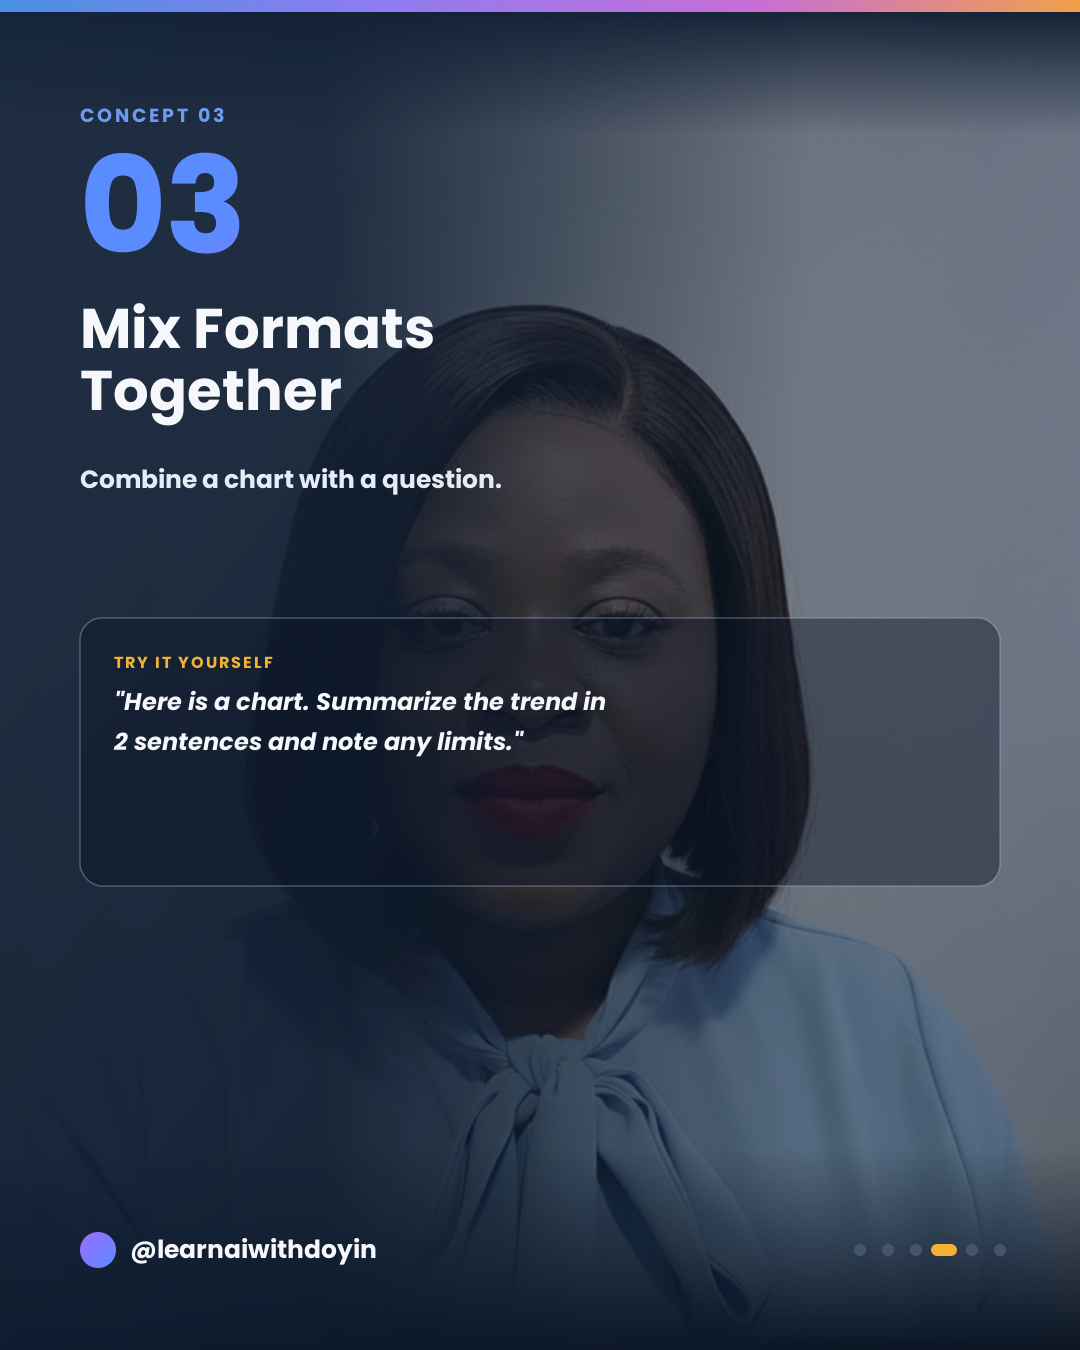 CONCEPT 03
03
Mix Formats
Together
Combine a chart with a question.
TRY IT YOURSELF
"Here is a chart. Summarize the trend in
2 sentences and note any limits."
@learnaiwithdoyin